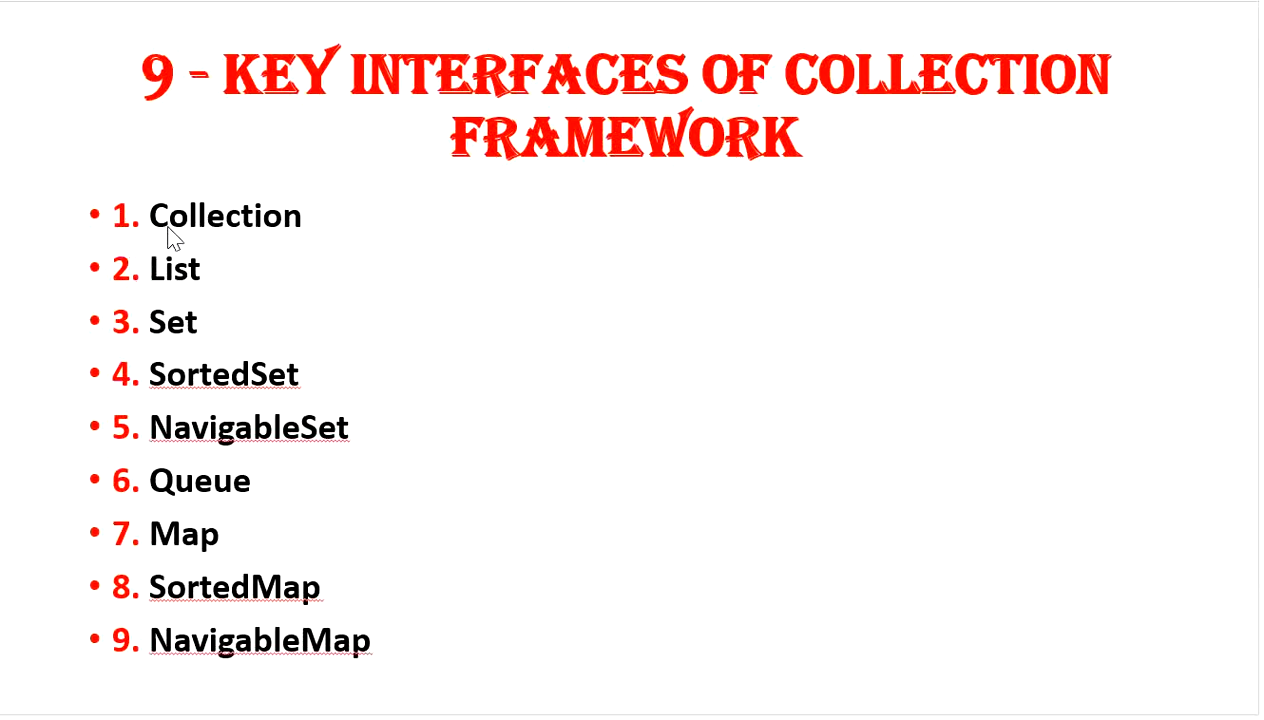 9 - KEY INTERFACES OF COLLECTION
FRAMEWORK
• 1. Collection
• 2. List
• 3. Set
• 4. SortedSet
• 5. NavigableSet
• 6. Queue
• 7. Map
• 8. SortedMap
• 9. NavigableMap